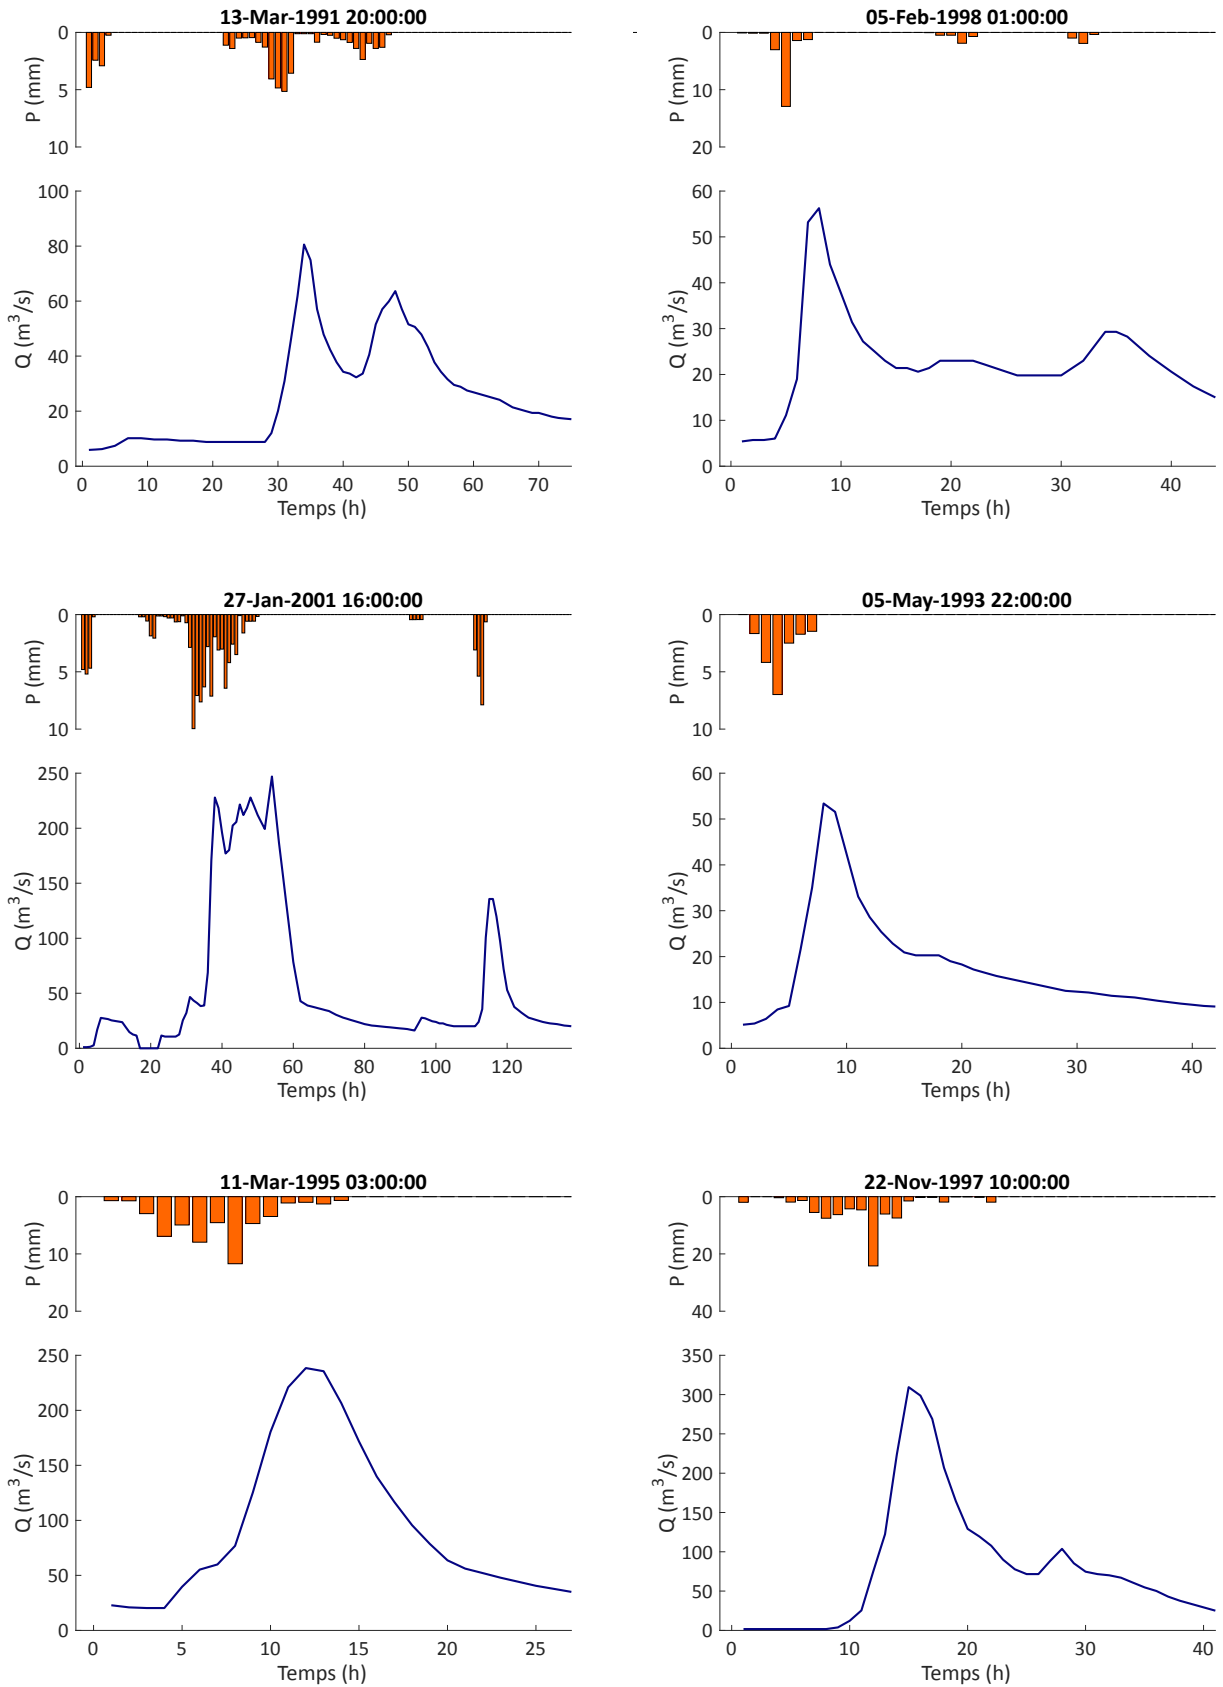 13-Mar-1991 20:00:00
0
5
10
P (mm)
100
80
60
40
20
0
Q (m³/s)
0 10 20 30 40 50 60 70
Temps (h)
05-Feb-1998 01:00:00
0
10
20
P (mm)
60
50
40
30
20
10
0
Q (m³/s)
0 10 20 30 40
Temps (h)
27-Jan-2001 16:00:00
0
5
10
P (mm)
250
200
150
100
50
0
Q (m³/s)
0 20 40 60 80 100 120
Temps (h)
05-May-1993 22:00:00
0
5
10
P (mm)
60
50
40
30
20
10
0
Q (m³/s)
0 10 20 30 40
Temps (h)
11-Mar-1995 03:00:00
0
10
20
P (mm)
250
200
150
100
50
0
Q (m³/s)
0 5 10 15 20 25
Temps (h)
22-Nov-1997 10:00:00
0
20
40
P (mm)
350
300
250
200
150
100
50
0
Q (m³/s)
0 10 20 30 40
Temps (h)